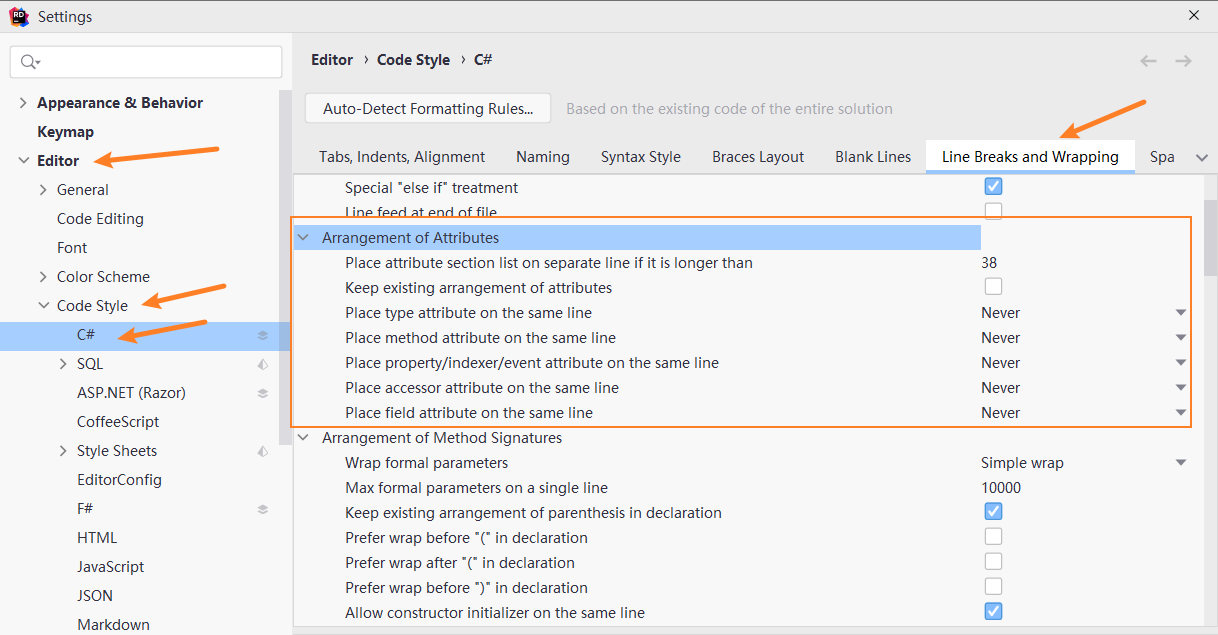 RD
Settings
Appearance & Behavior
Keymap
Editor
General
Code Editing
Font
Color Scheme
Code Style
C#
SQL
ASP.NET (Razor)
CoffeeScript
Style Sheets
EditorConfig
F#
HTML
JavaScript
JSON
Markdown
Editor › Code Style › C#
Auto-Detect Formatting Rules... Based on the existing code of the entire solution
Tabs, Indents, Alignment Naming Syntax Style Braces Layout Blank Lines Line Breaks and Wrapping Spa
Special "else if" treatment
Line feed at end of file
Arrangement of Attributes
Place attribute section list on separate line if it is longer than 38
Keep existing arrangement of attributes
Place type attribute on the same line Never
Place method attribute on the same line Never
Place property/indexer/event attribute on the same line Never
Place accessor attribute on the same line Never
Place field attribute on the same line Never
Arrangement of Method Signatures
Wrap formal parameters Simple wrap
Max formal parameters on a single line 10000
Keep existing arrangement of parenthesis in declaration
Prefer wrap before "(" in declaration
Prefer wrap after "(" in declaration
Prefer wrap before ")" in declaration
Allow constructor initializer on the same line